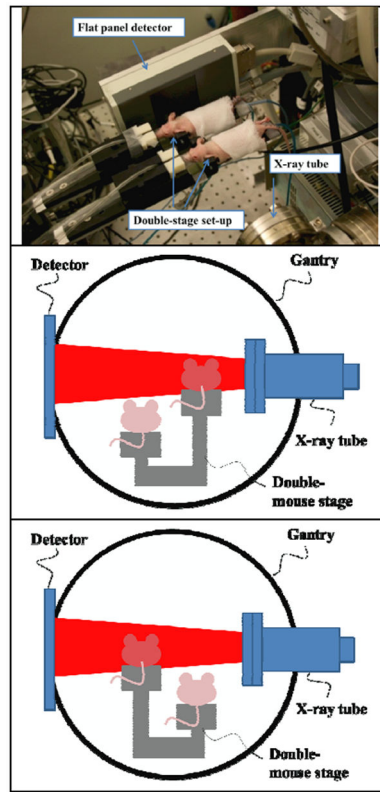 Flat panel detector
X-ray tube
Double-stage set-up
Detector
Gantry
X-ray tube
Double-
mouse stage
Detector
Gantry
X-ray tube
Double-
mouse stage